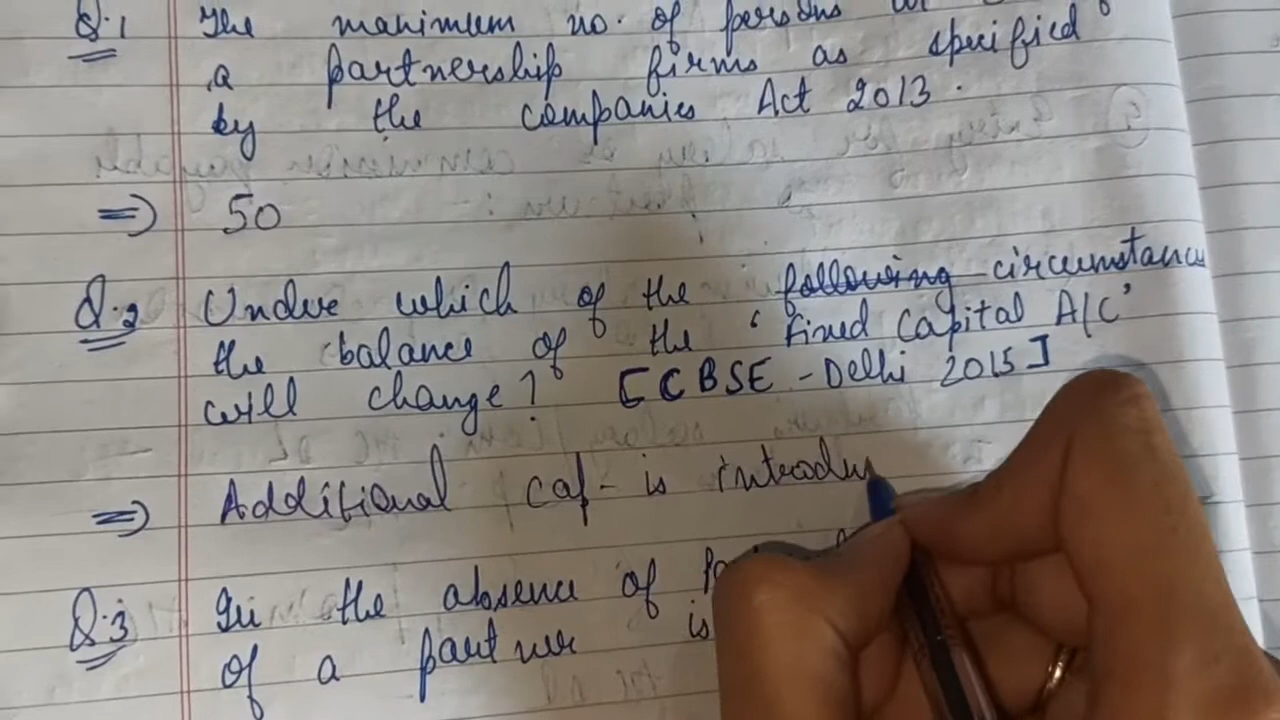 Q.1 The maximum no. of persons
a partnership firms as specified
by the companies Act 2013.
=> 50
Q.2 Undue which of the following circumstances
the balance of the 'fixed Capital A/C'
will change? [CBSE - Delhi 2015]
=> Additional cap- is introdu
Q.3 In the absence of
of a partner is